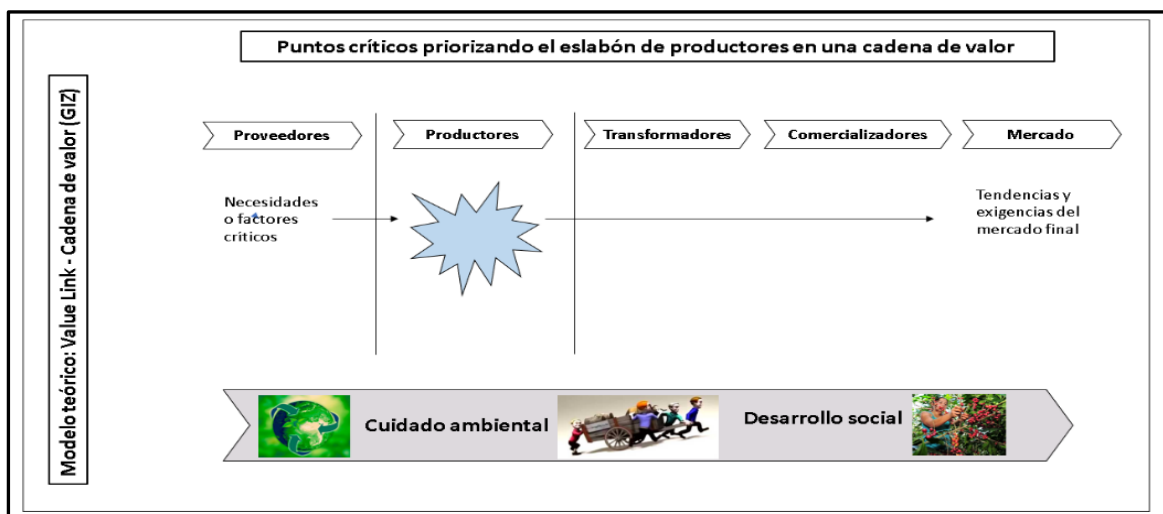 Puntos críticos priorizando el eslabón de productores en una cadena de valor
Modelo teórico: Value Link - Cadena de valor (GIZ)
Proveedores
Productores
Transformadores
Comercializadores
Mercado
Necesidades
o factores
críticos
Tendencias y
exigencias del
mercado final
Cuidado ambiental
Desarrollo social